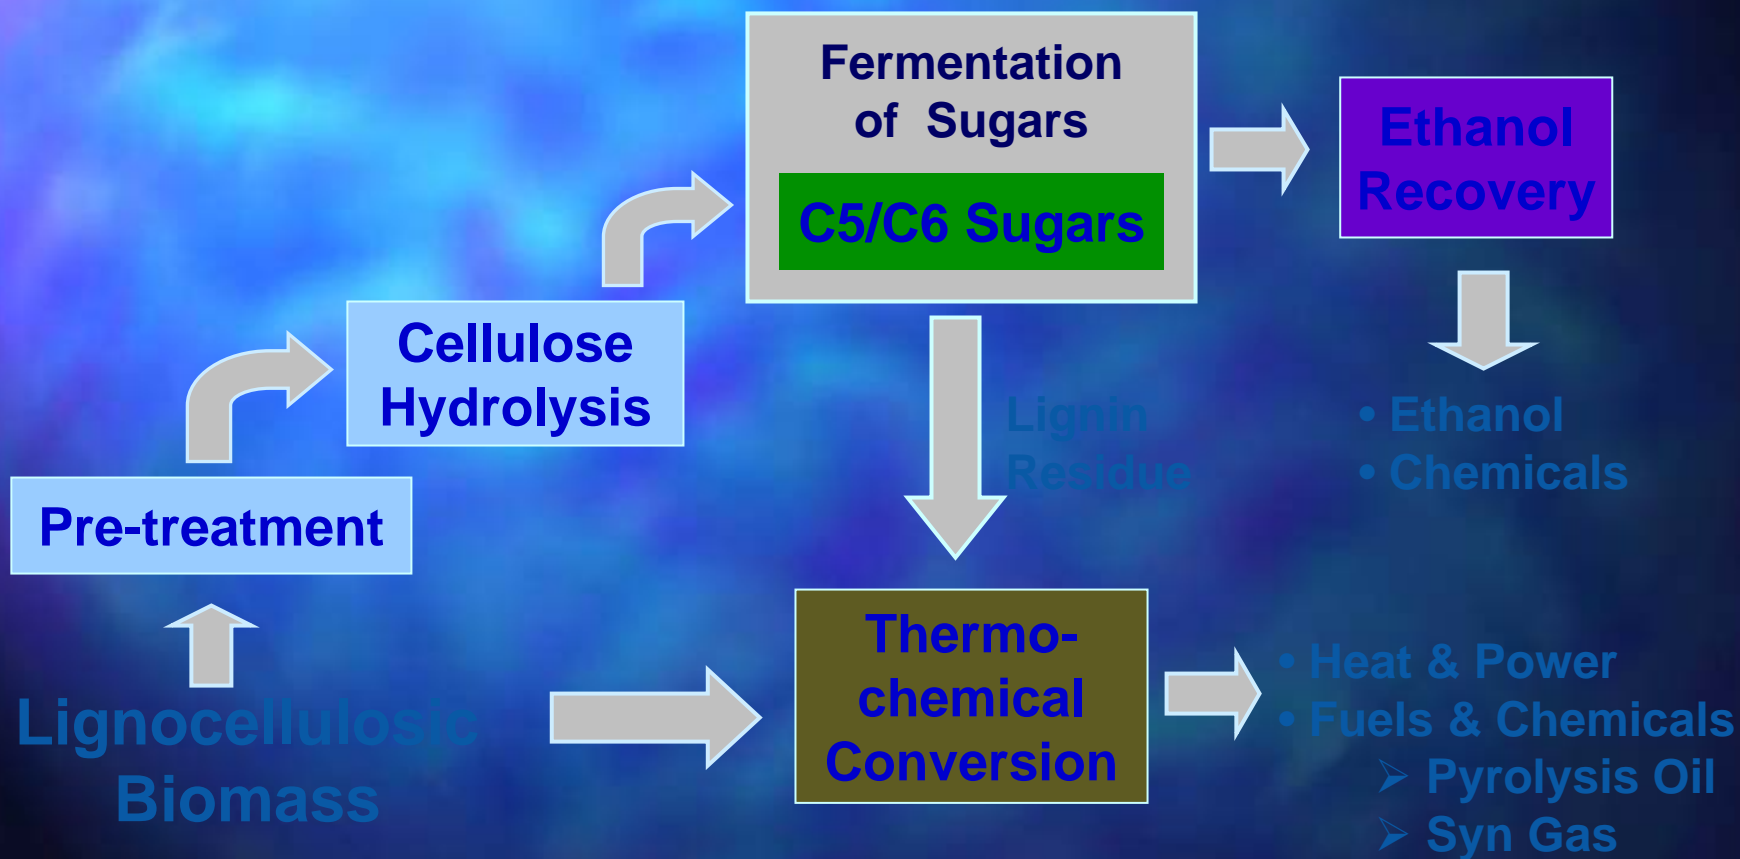 Fermentation
of Sugars
C5/C6 Sugars
Ethanol
Recovery
Cellulose
Hydrolysis
Lignin
Residue
• Ethanol
• Chemicals
Pre-treatment
Thermo-
chemical
Conversion
Lignocellulosic
Biomass
• Heat & Power
• Fuels & Chemicals
➢ Pyrolysis Oil
➢ Syn Gas